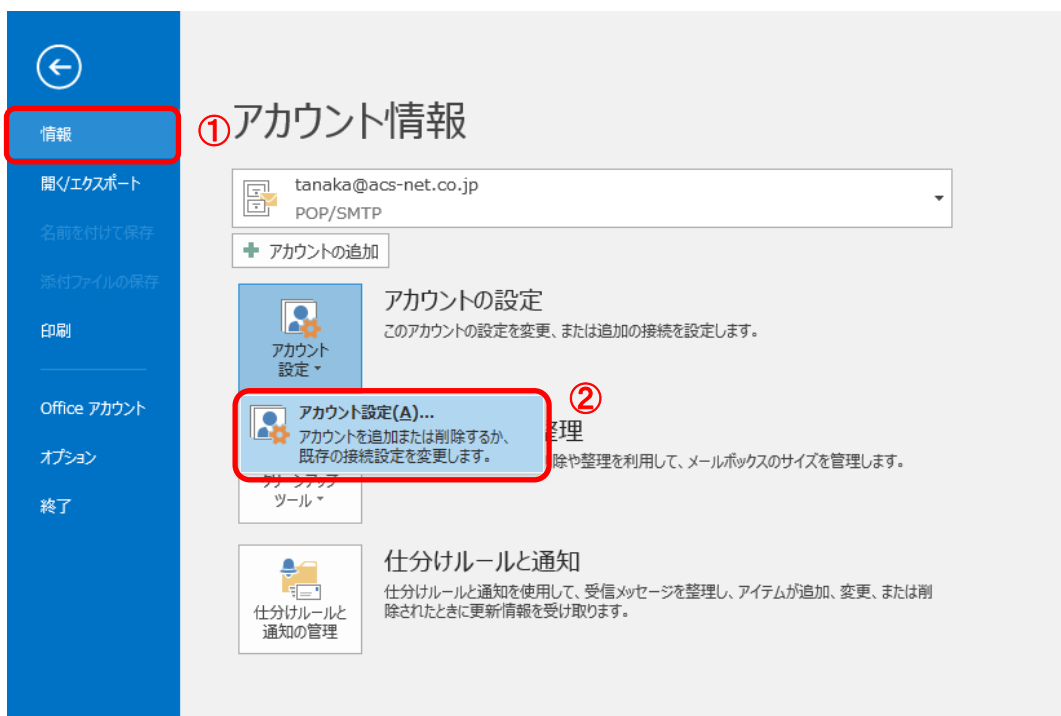 情報
開く/エクスポート
名前を付けて保存
添付ファイルの保存
印刷
Office アカウント
オプション
終了
①
アカウント情報
tanaka@acs-net.co.jp
POP/SMTP
アカウントの追加
アカウント
設定
アカウントの設定
このアカウントの設定を変更、または追加の接続を設定します。
②
アカウント設定(A)...
アカウントを追加または削除するか、
既存の接続設定を変更します。
整理
除や整理を利用して、メールボックスのサイズを管理します。
クリーンアップ
ツール
仕分けルールと
通知の管理
仕分けルールと通知
仕分けルールと通知を使用して、受信メッセージを整理し、アイテムが追加、変更、または削
除されたときに更新情報を受け取ります。